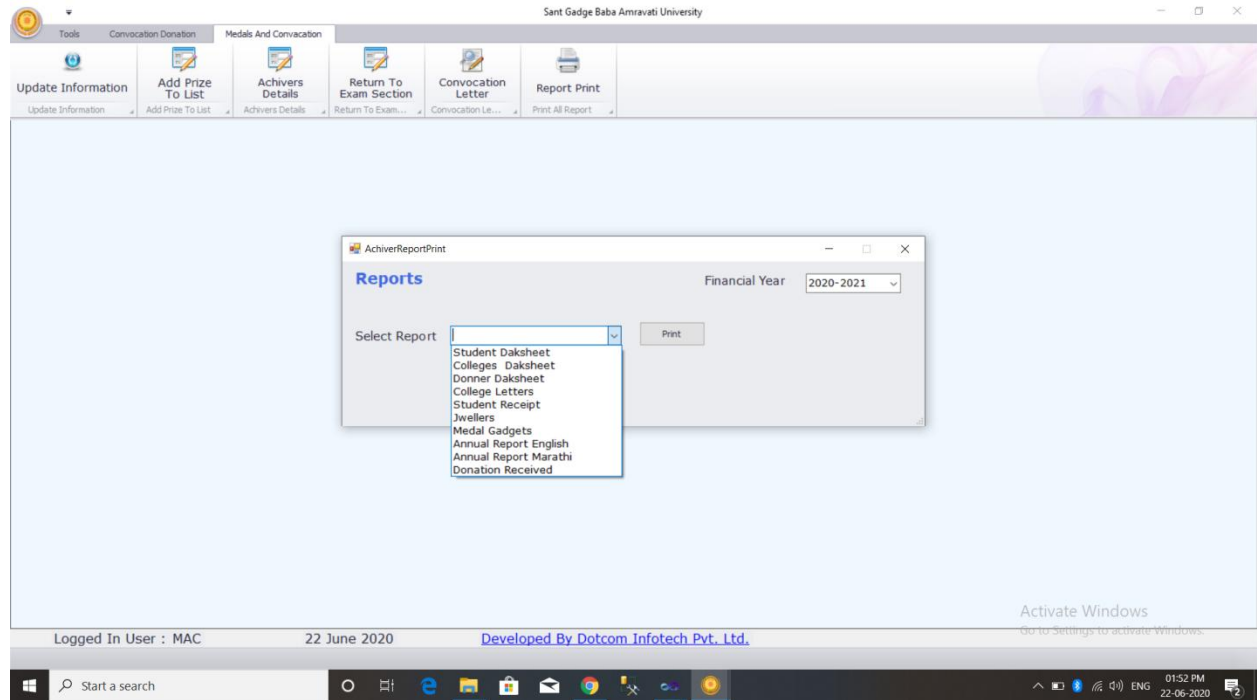 Sant Gadge Baba Amravati University
Tools Convocation Donation Medals And Convacation
Update Information
Add Prize
To List
Achivers
Details
Return To
Exam Section
Convocation
Letter
Report Print
Update Information Add Prize To List Achivers Details Return To Exam... Convocation Le... Print All Report
AchiverReportPrint
Reports
Financial Year 2020-2021
Select Report
Print
Student Daksheet
Colleges Daksheet
Donner Daksheet
College Letters
Student Receipt
Jwellers
Medal Gadgets
Annual Report English
Annual Report Marathi
Donation Received
Activate Windows
Go to Settings to activate Windows.
Logged In User : MAC 22 June 2020 Developed By Dotcom Infotech Pvt. Ltd.
Start a search
ENG
01:52 PM
22-06-2020
2